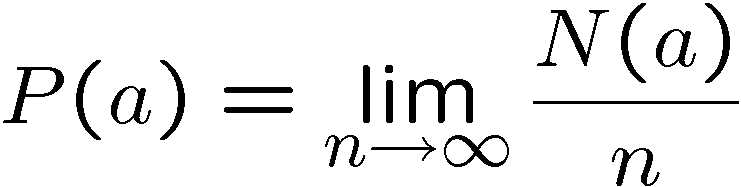 P(a) = lim_{n→∞} N(a)/n